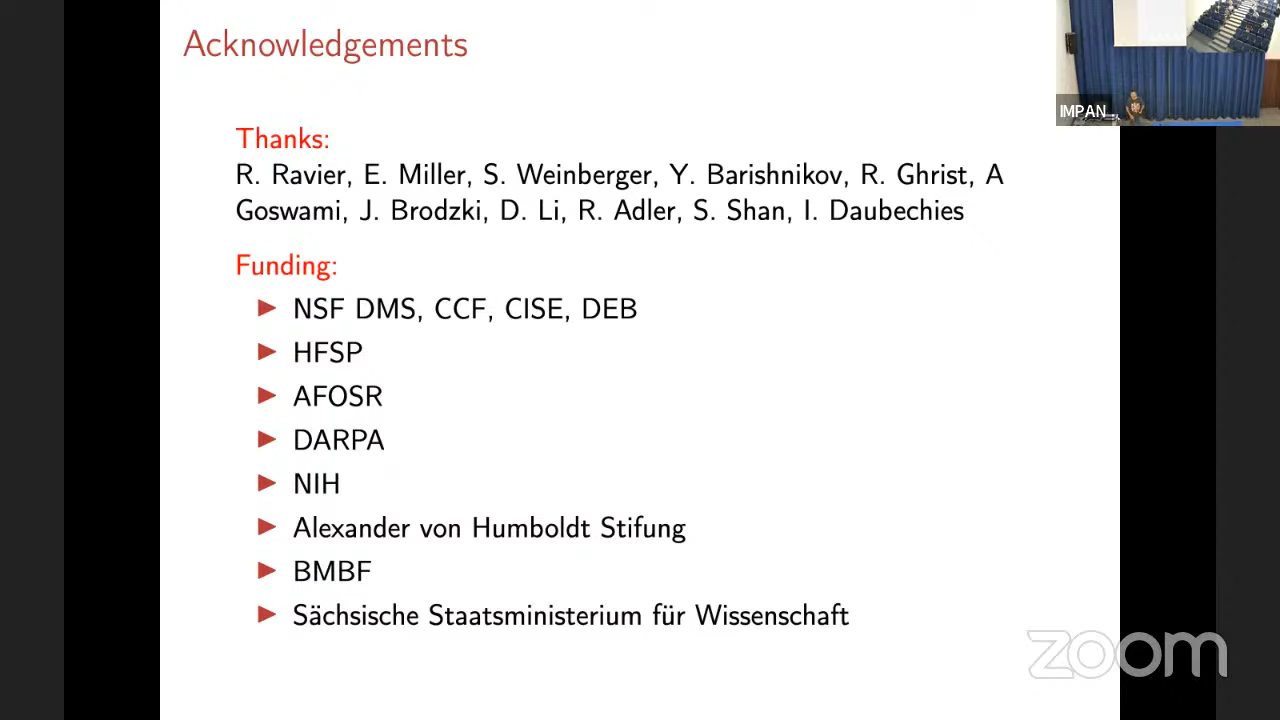 Acknowledgements
IMPAN ...
Thanks:
R. Ravier, E. Miller, S. Weinberger, Y. Barishnikov, R. Ghrist, A
Goswami, J. Brodzki, D. Li, R. Adler, S. Shan, I. Daubechies
Funding:
NSF DMS, CCF, CISE, DEB
HFSP
AFOSR
DARPA
NIH
Alexander von Humboldt Stifung
BMBF
Sächsische Staatsministerium für Wissenschaft
zoom